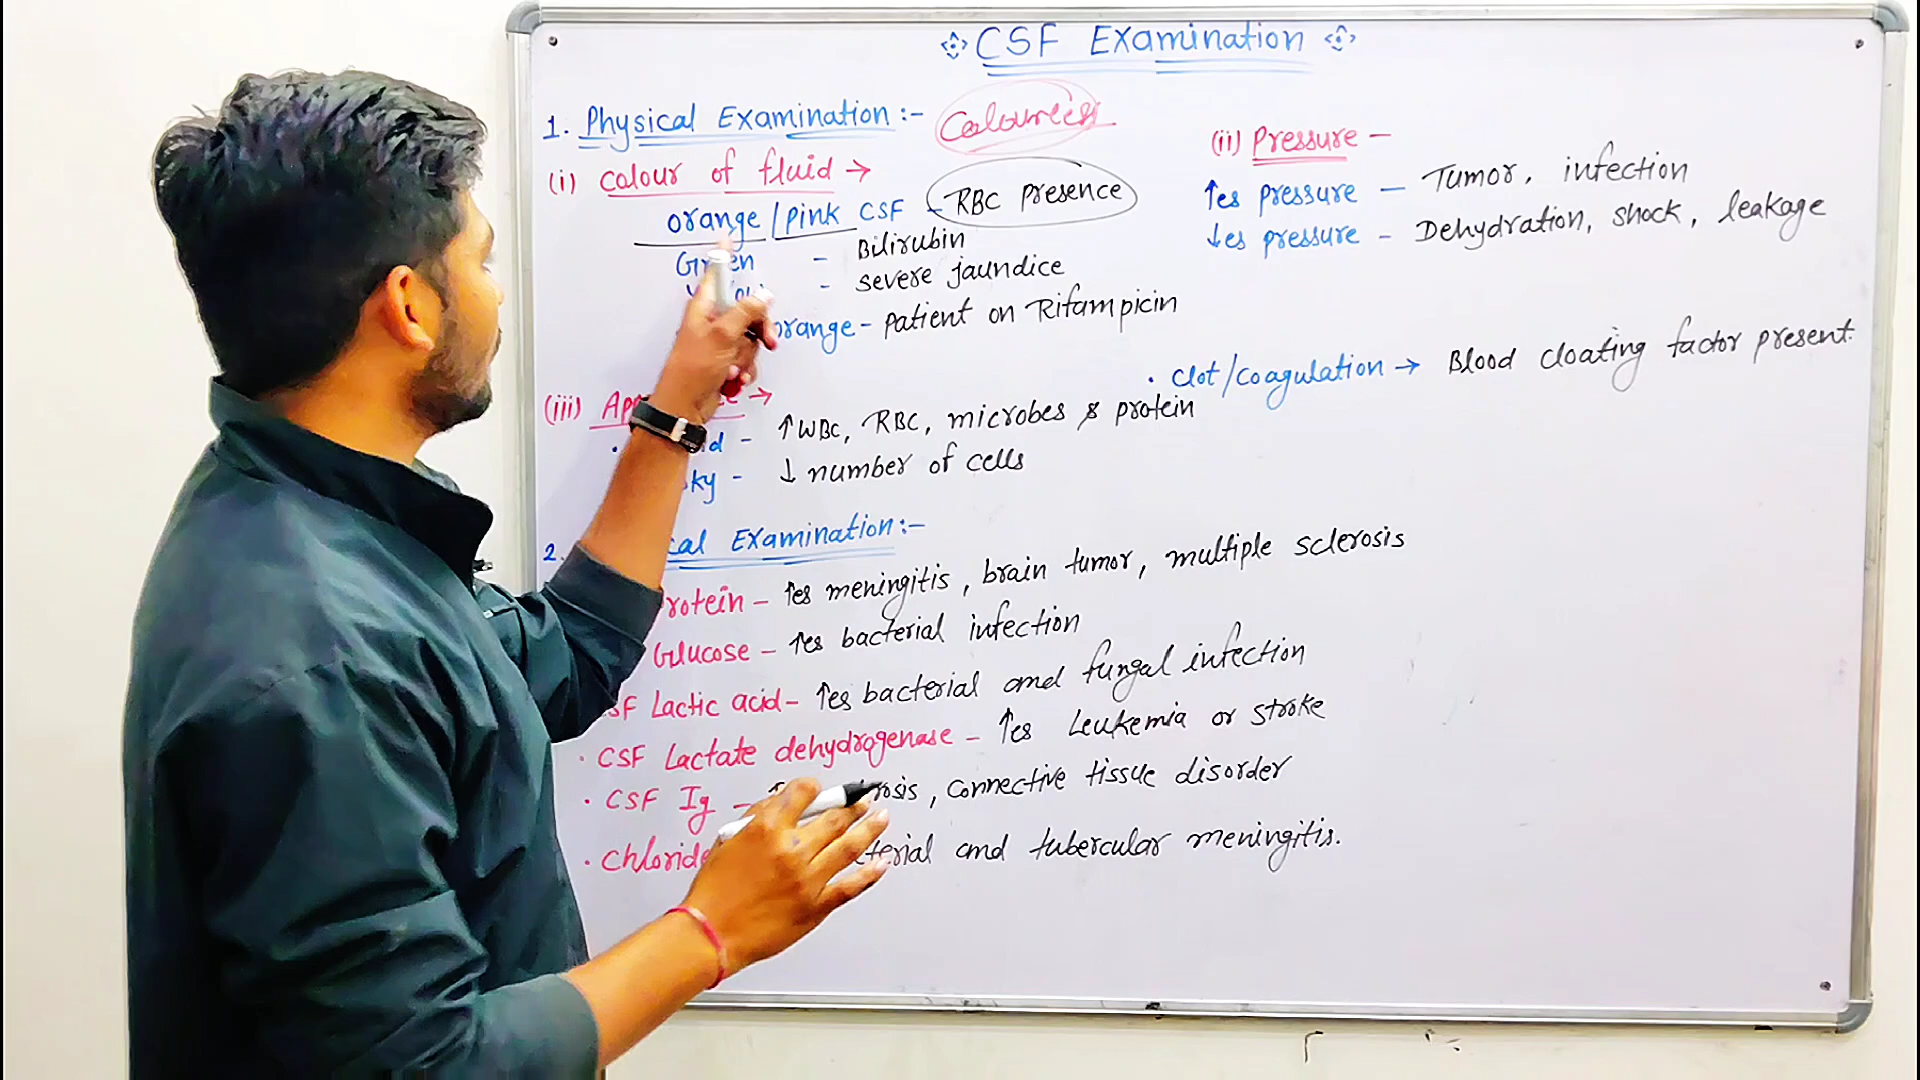 CSF Examination
1. Physical Examination :- Colourless
(i) Colour of fluid →
orange/pink CSF - RBC presence
- Bilirubin
- severe jaundice
orange - patient on Rifampicin
(ii) Pressure -
↑es pressure - Tumor, infection
↓es pressure - Dehydration, shock, leakage
• Clot/coagulation → Blood cloating factor present.
(iii) →
- ↑ WBC, RBC, microbes & protein
- ↓ number of cells
2. Examination :-
- ↑es meningitis, brain tumor, multiple sclerosis
Glucose - ↑es bacterial infection
Lactic acid - ↑es bacterial and fungal infection
• CSF Lactate dehydrogenase - ↑es Leukemia or stroke
• CSF Ig - , connective tissue disorder
• and tubercular meningitis.